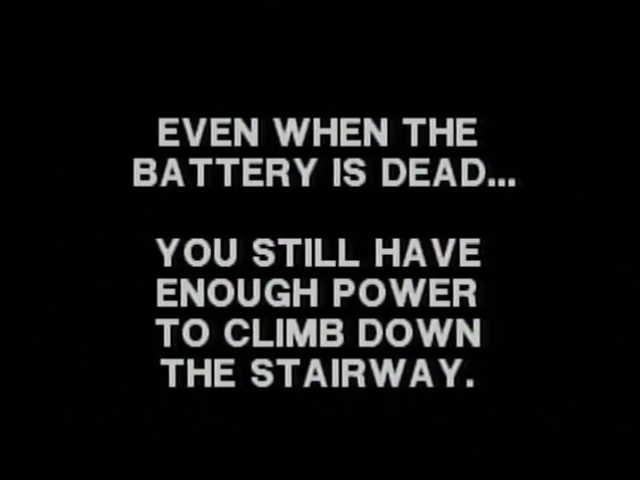 EVEN WHEN THE
BATTERY IS DEAD...
YOU STILL HAVE
ENOUGH POWER
TO CLIMB DOWN
THE STAIRWAY.